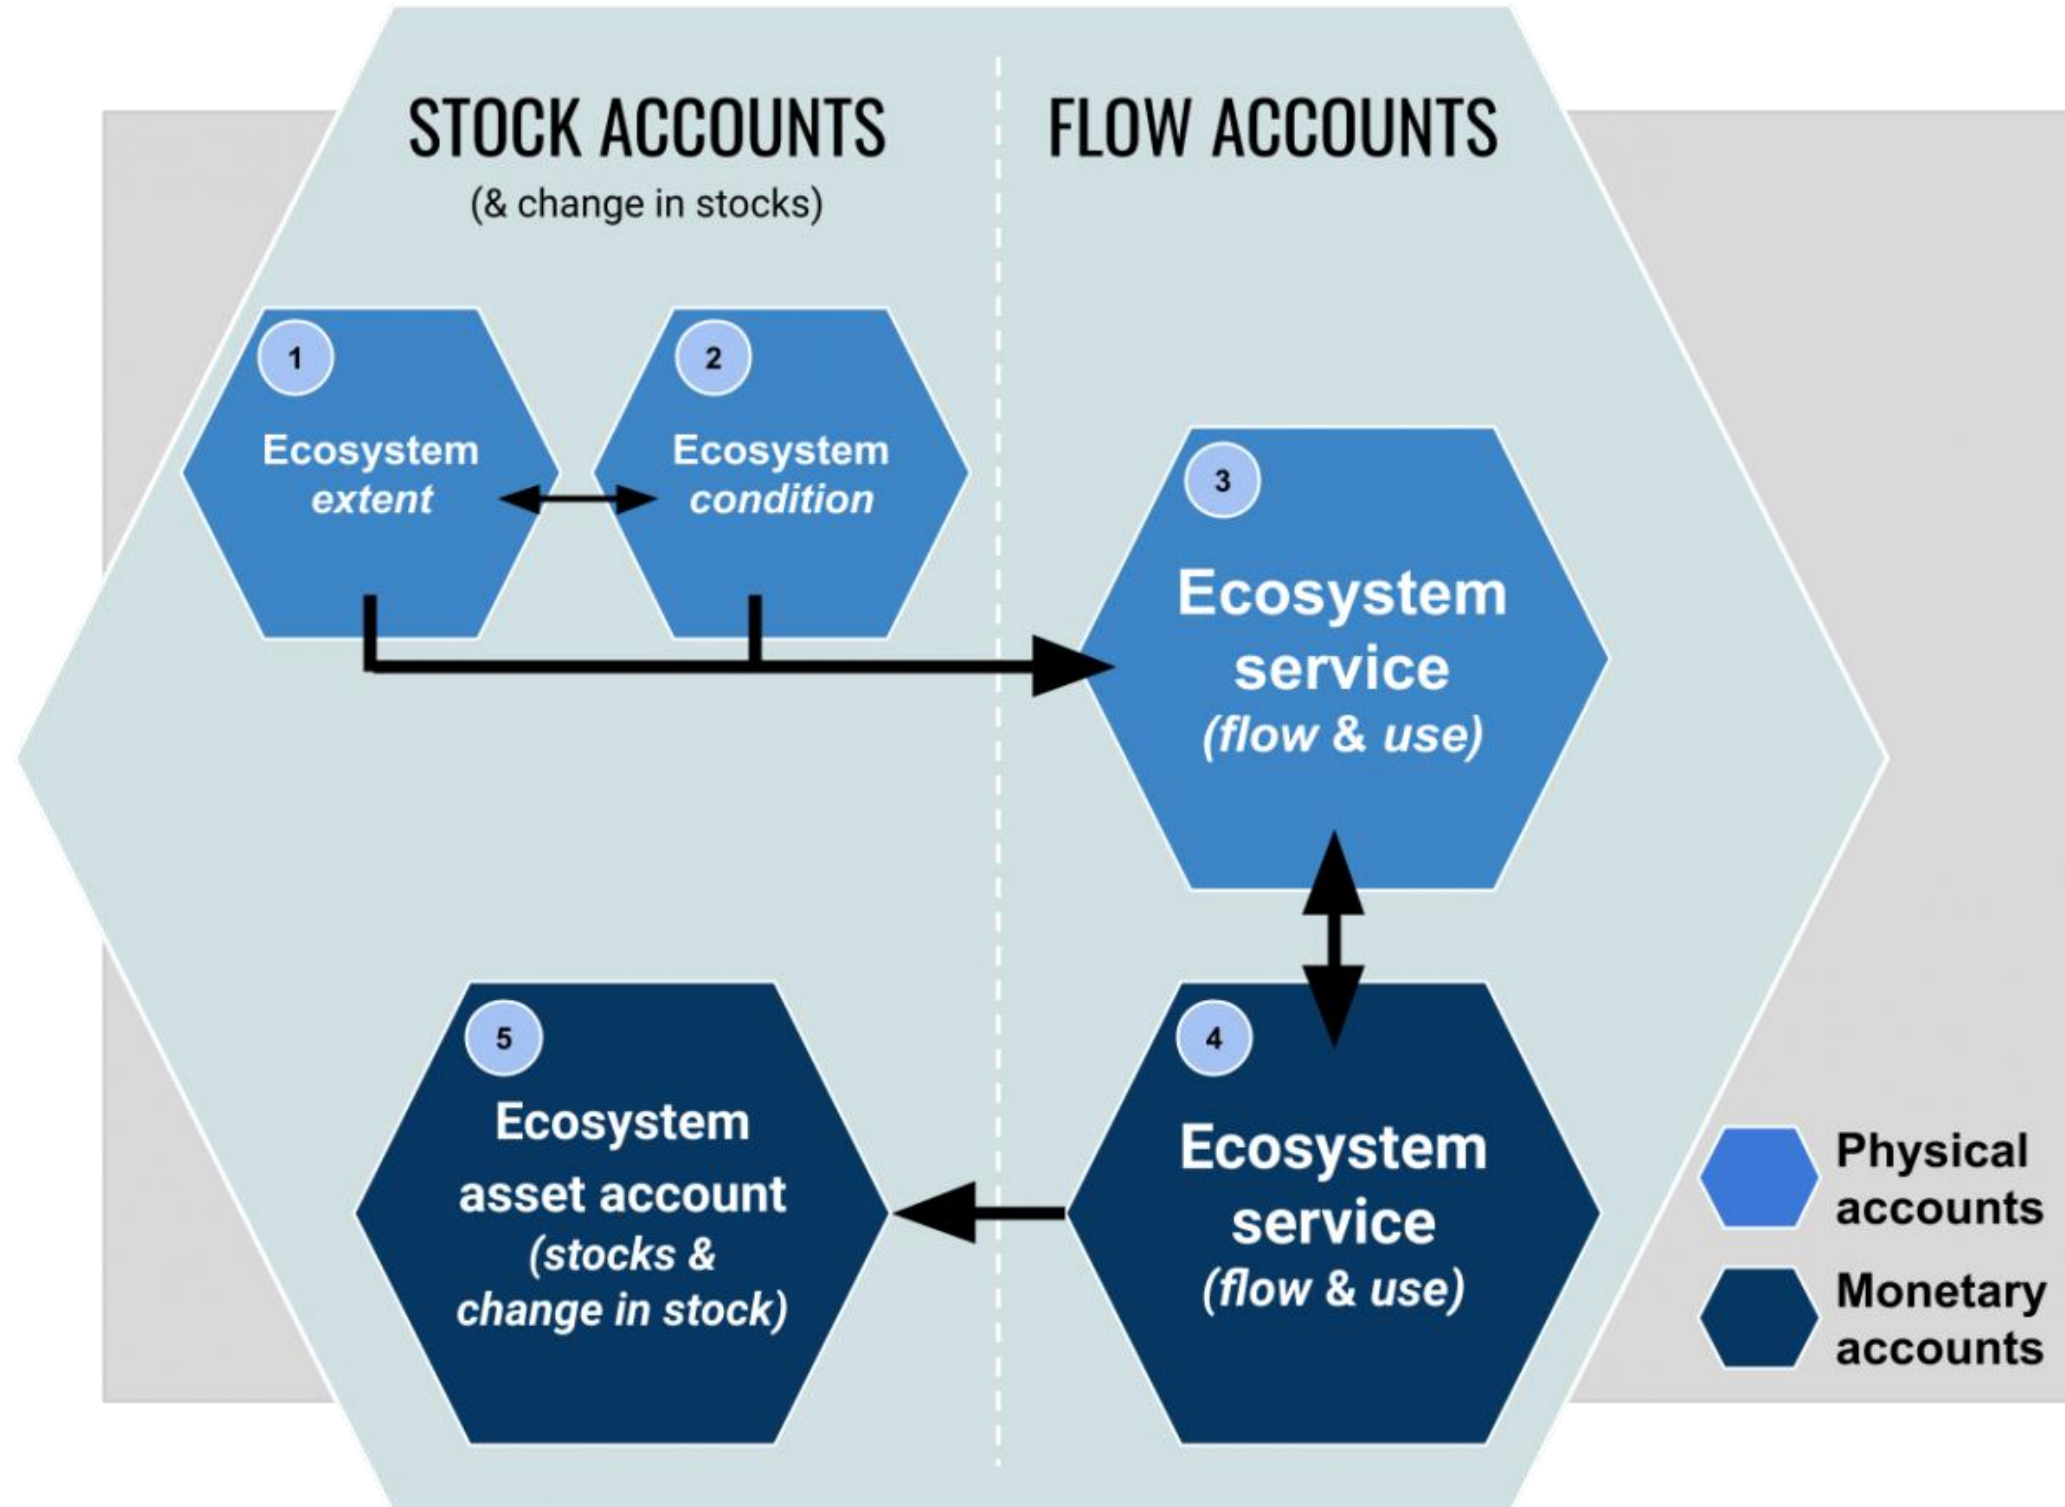 STOCK ACCOUNTS
(& change in stocks)
FLOW ACCOUNTS
1
Ecosystem
extent
2
Ecosystem
condition
3
Ecosystem
service
(flow & use)
5
Ecosystem
asset account
(stocks &
change in stock)
4
Ecosystem
service
(flow & use)
Physical
accounts
Monetary
accounts